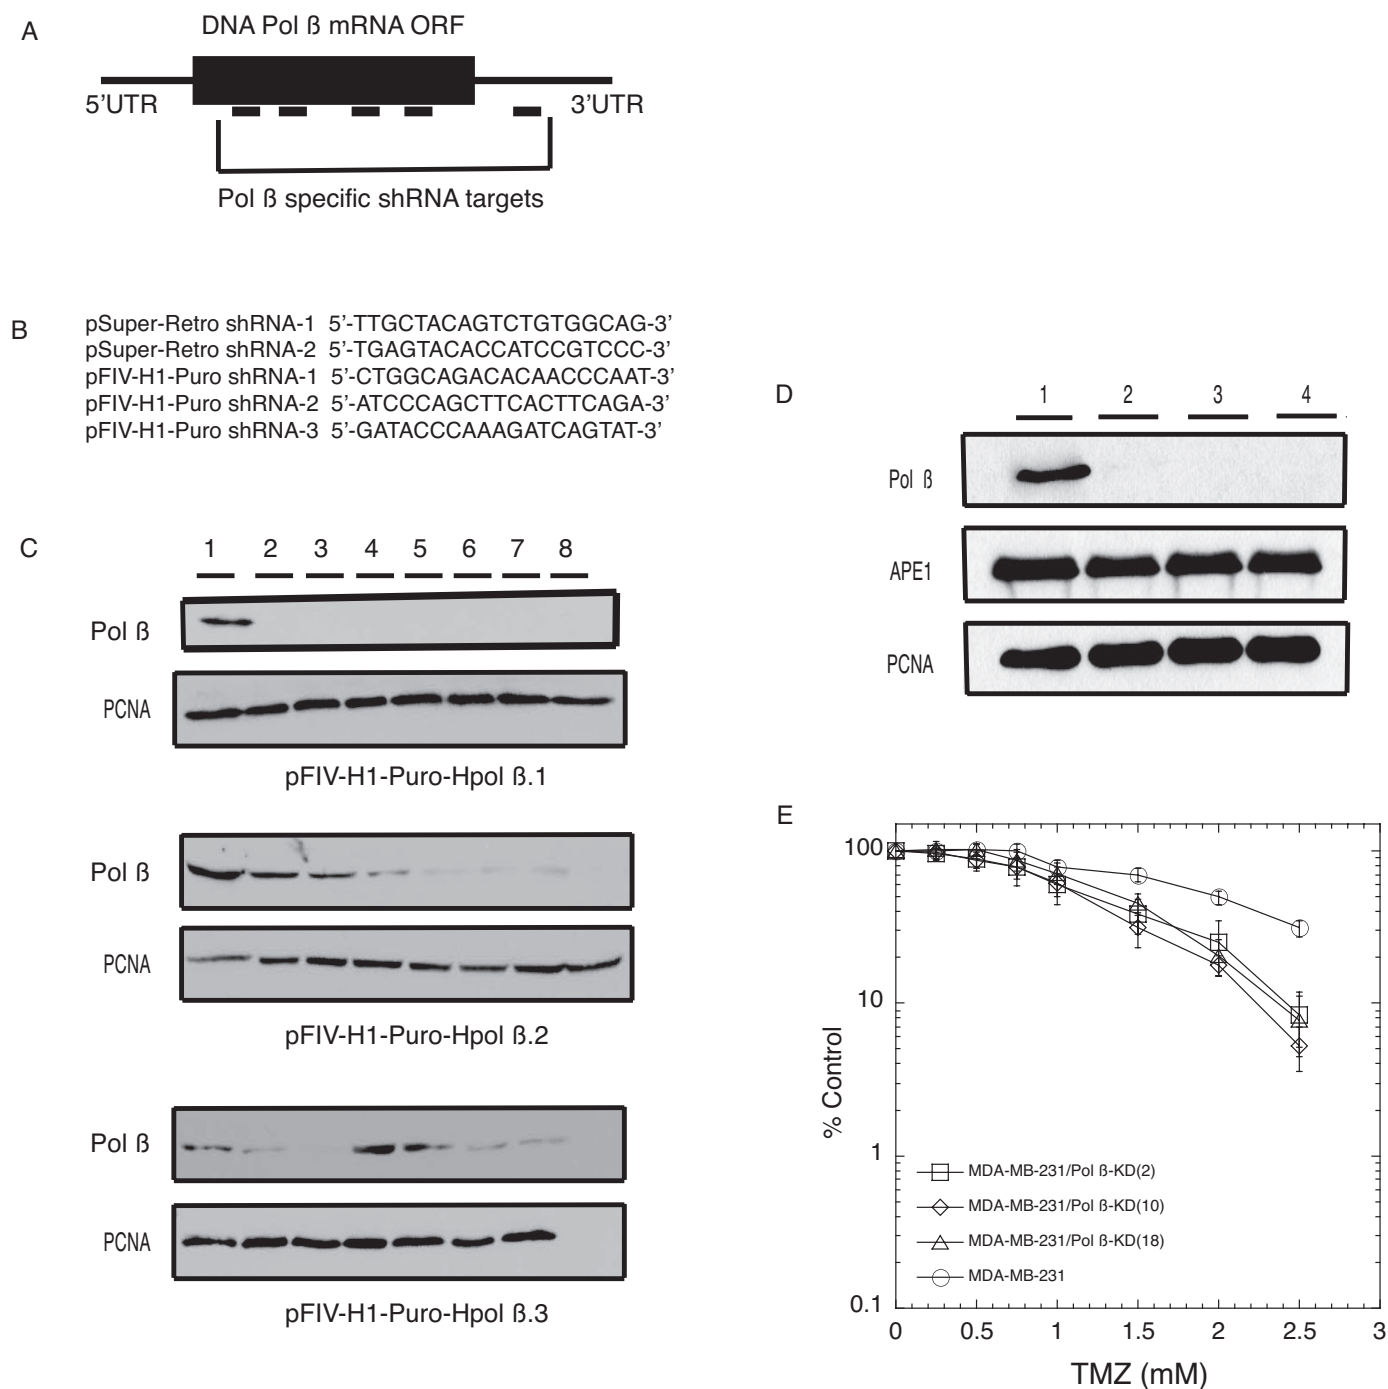 A
DNA Pol ß mRNA ORF
5’UTR
3’UTR
Pol ß specific shRNA targets
B
pSuper-Retro shRNA-1 5’-TTGCTACAGTCTGTGGCAG-3’
pSuper-Retro shRNA-2 5’-TGAGTACACCATCCGTCCC-3’
pFIV-H1-Puro shRNA-1 5’-CTGGCAGACACAACCCAAT-3’
pFIV-H1-Puro shRNA-2 5’-ATCCCAGCTTCACTTCAGA-3’
pFIV-H1-Puro shRNA-3 5’-GATACCCAAAGATCAGTAT-3’
C
1 2 3 4 5 6 7 8
Pol ß
PCNA
pFIV-H1-Puro-Hpol ß.1
Pol ß
PCNA
pFIV-H1-Puro-Hpol ß.2
Pol ß
PCNA
pFIV-H1-Puro-Hpol ß.3
D
1 2 3 4
Pol ß
APE1
PCNA
E
100
10
1
0.1
% Control
MDA-MB-231/Pol ß-KD(2)
MDA-MB-231/Pol ß-KD(10)
MDA-MB-231/Pol ß-KD(18)
MDA-MB-231
0 0.5 1 1.5 2 2.5 3
TMZ (mM)